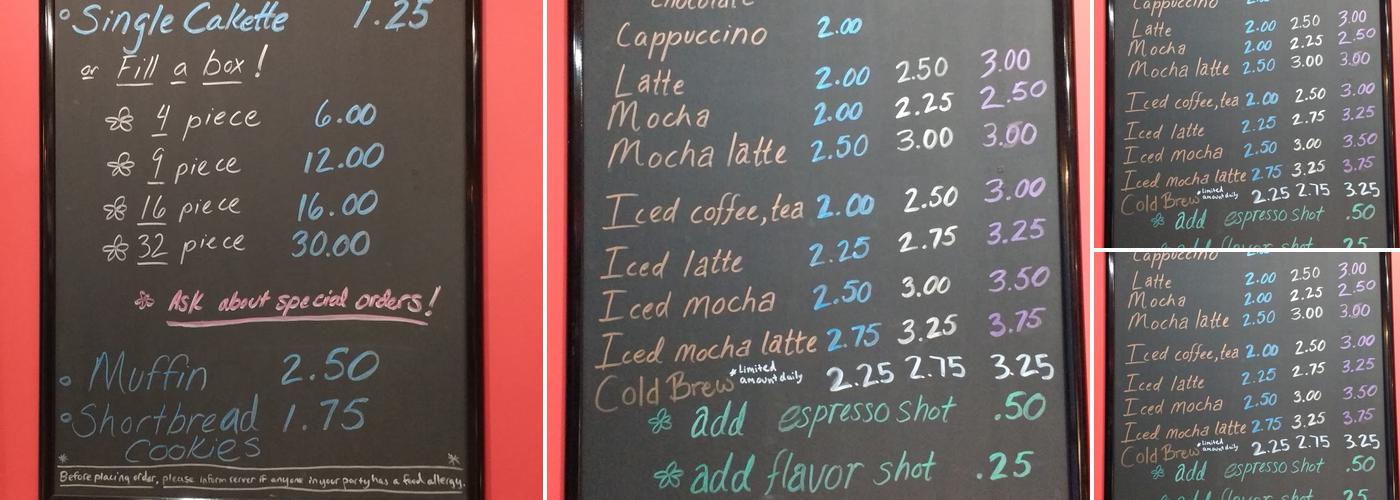 Single Cakette 1.25
or Fill a box!
4 piece 6.00
9 piece 12.00
16 piece 16.00
32 piece 30.00
Ask about special orders!
Muffin 2.50
Shortbread 1.75
Cookies
Before placing order, please inform server if anyone in your party has a food allergy.
chocolate
Cappuccino 2.00
Latte 2.00 2.50 3.00
Mocha 2.00 2.25 2.50
Mocha latte 2.50 3.00 3.00
Iced coffee, tea 2.00 2.50 3.00
Iced latte 2.25 2.75 3.25
Iced mocha 2.50 3.00 3.50
Iced mocha latte 2.75 3.25 3.75
Cold Brew *limited amount daily 2.25 2.75 3.25
add espresso shot .50
add flavor shot .25
Cappuccino
Latte 2.00 2.50 3.00
Mocha 2.00 2.25 2.50
Mocha latte 2.50 3.00 3.00
Iced coffee, tea 2.00 2.50 3.00
Iced latte 2.25 2.75 3.25
Iced mocha 2.50 3.00 3.50
Iced mocha latte 2.75 3.25 3.75
Cold Brew *limited amount daily 2.25 2.75 3.25
add espresso shot .50
add flavor shot .25
Cappuccino
Latte 2.00 2.50 3.00
Mocha 2.00 2.25 2.50
Mocha latte 2.50 3.00 3.00
Iced coffee, tea 2.00 2.50 3.00
Iced latte 2.25 2.75 3.25
Iced mocha 2.50 3.00 3.50
Iced mocha latte 2.75 3.25 3.75
Cold Brew *limited amount daily 2.25 2.75 3.25
add espresso shot .50